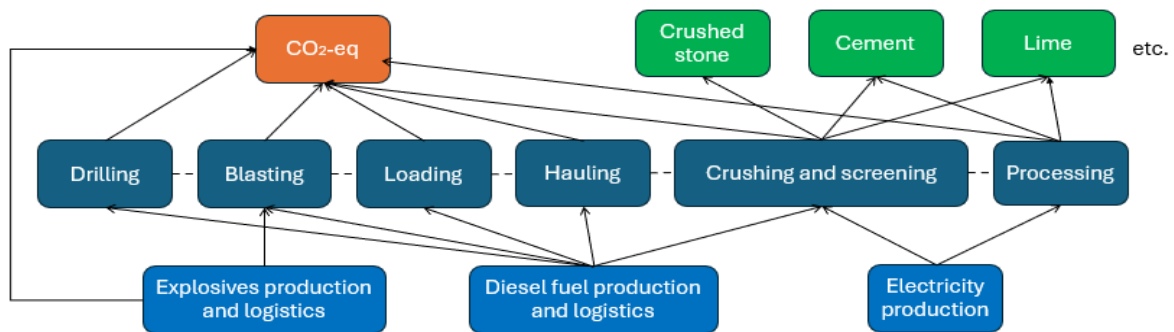 CO₂-eq
Crushed
stone
Cement
Lime
etc.
Drilling
Blasting
Loading
Hauling
Crushing and screening
Processing
Explosives production
and logistics
Diesel fuel production
and logistics
Electricity
production